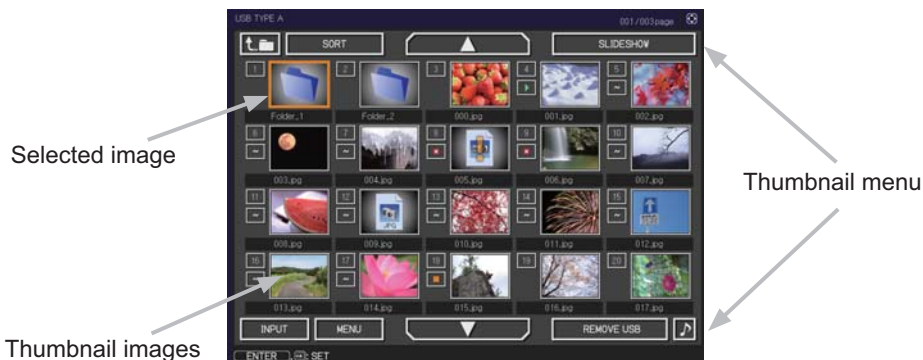 USB TYPE A 001/003page
SORT SLIDESHOW
1 2 3 4 5
Folder_1 Folder_2 000.jpg 001.jpg 002.jpg
6 7 8 9 10
003.jpg 004.jpg 005.jpg 006.jpg 007.jpg
Selected image
Thumbnail menu
11 12 13 14 15
JPG
008.jpg 009.jpg 010.jpg 011.jpg 012.jpg
16 17 18 19 20
013.jpg 014.jpg 015.jpg 016.jpg 017.jpg
INPUT MENU REMOVE USB
Thumbnail images
ENTER , : SET